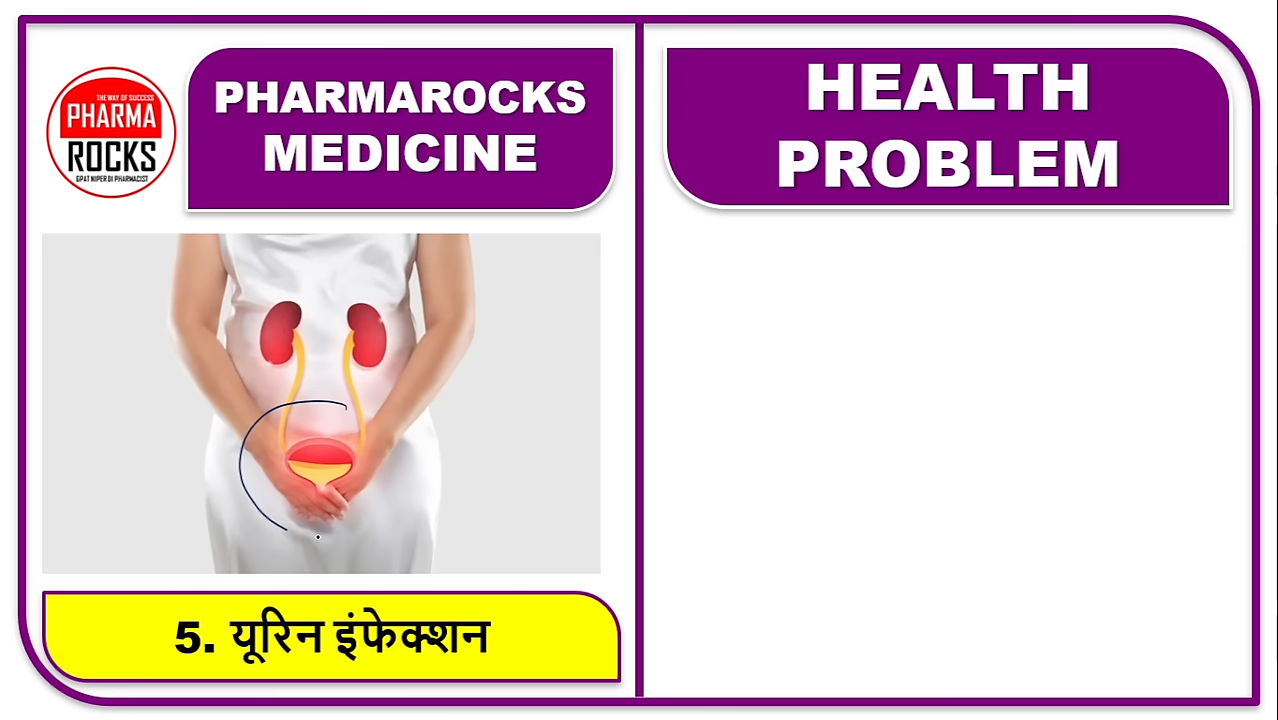 THE WAY OF SUCCESS
PHARMA
ROCKS
GPAT NIPER DI PHARMACIST
PHARMAROCKS
MEDICINE
HEALTH
PROBLEM
5. यूरिन इंफेक्शन